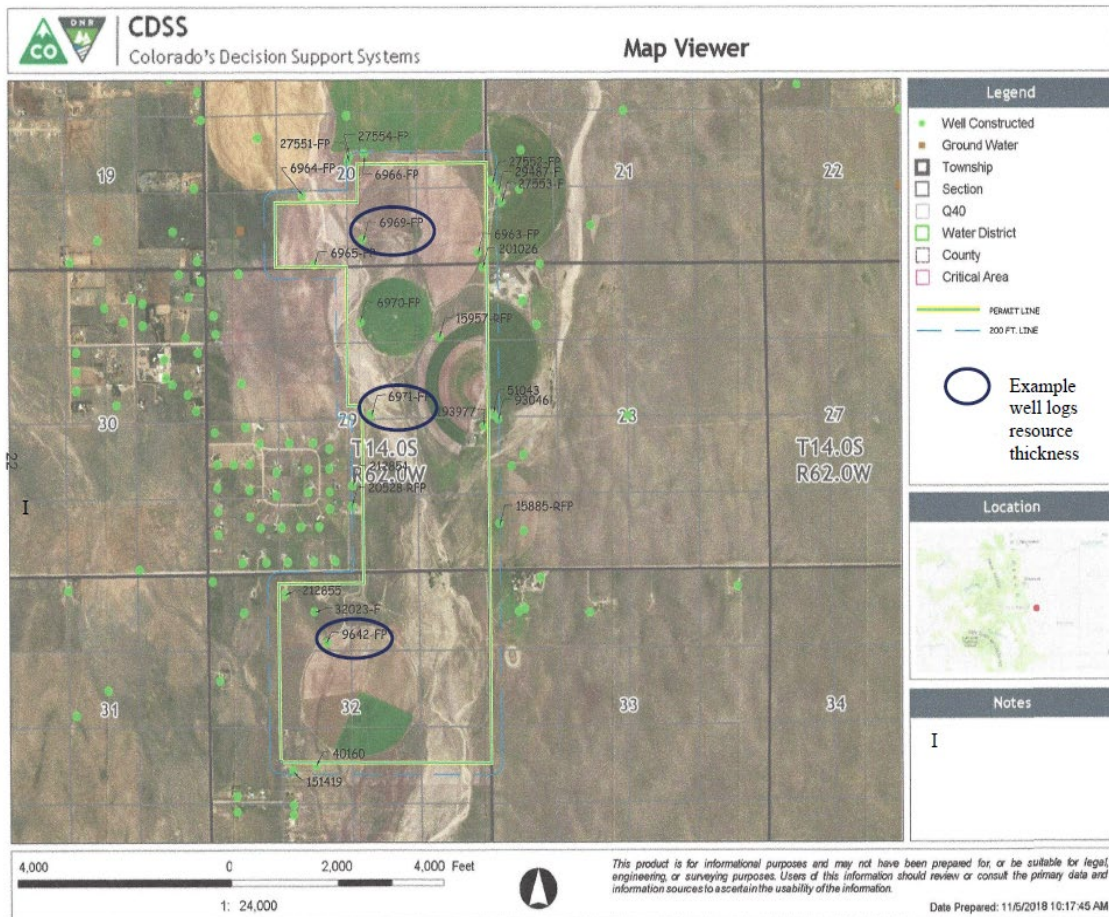 CO
DNR
CDSS
Colorado's Decision Support Systems
Map Viewer
19
20
21
22
27551-FP
27554-FP
6964-FP
6966-FP
27552-FP
29487-F
27553-F
6969-FP
6965-FP
6963-FP
201026
6970-FP
15957-RFP
6971-FP
51043
93046
93977
30
29
28
27
22
T14.0S
R62.0W
T14.0S
R62.0W
212854
20528-RFP
15885-RFP
I
212855
32023-F
9642-FP
31
32
33
34
40160
151419
Legend
Well Constructed
Ground Water
Township
Section
Q40
Water District
County
Critical Area
PERMIT LINE
200 FT. LINE
Example
well logs
resource
thickness
Location
Notes
I
4,000
0
2,000
4,000 Feet
1: 24,000
This product is for informational purposes and may not have been prepared for, or be suitable for legal,
engineering, or surveying purposes. Users of this information should review or consult the primary data and
information sources to ascertain the usability of the information.
Date Prepared: 11/5/2018 10:17:45 AM